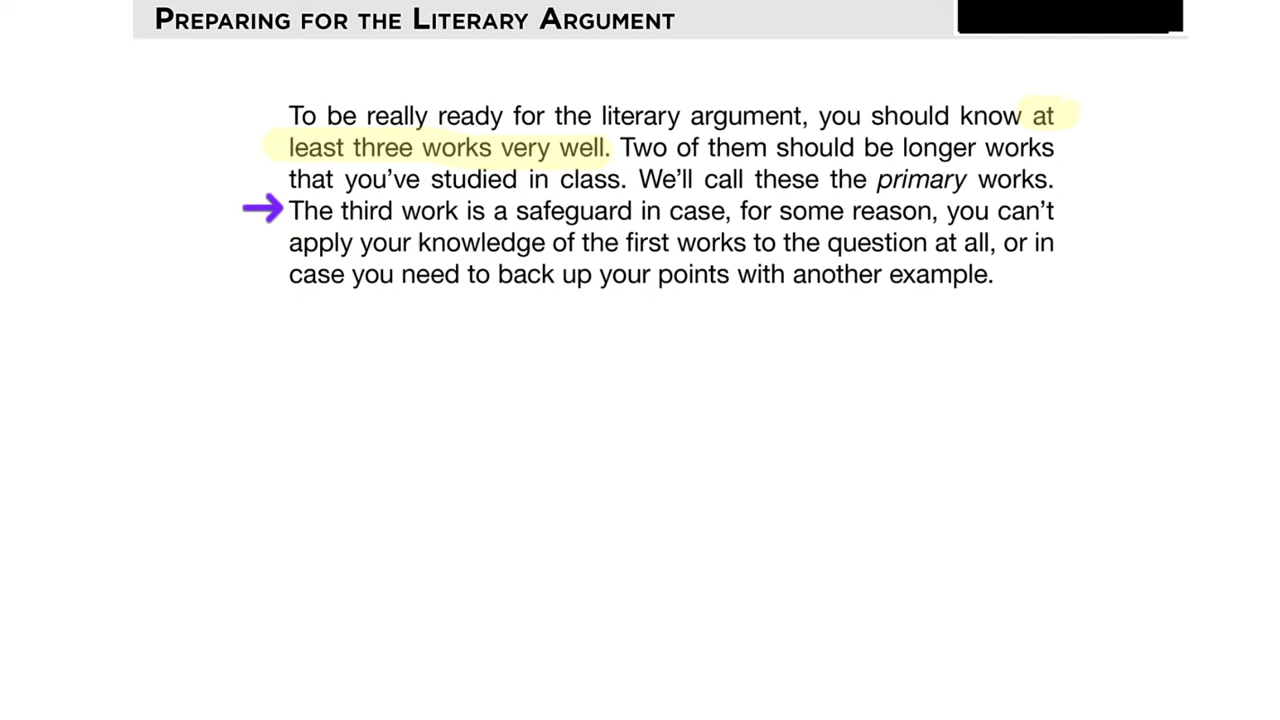 PREPARING FOR THE LITERARY ARGUMENT
To be really ready for the literary argument, you should know at
least three works very well. Two of them should be longer works
that you’ve studied in class. We’ll call these the primary works.
The third work is a safeguard in case, for some reason, you can’t
apply your knowledge of the first works to the question at all, or in
case you need to back up your points with another example.